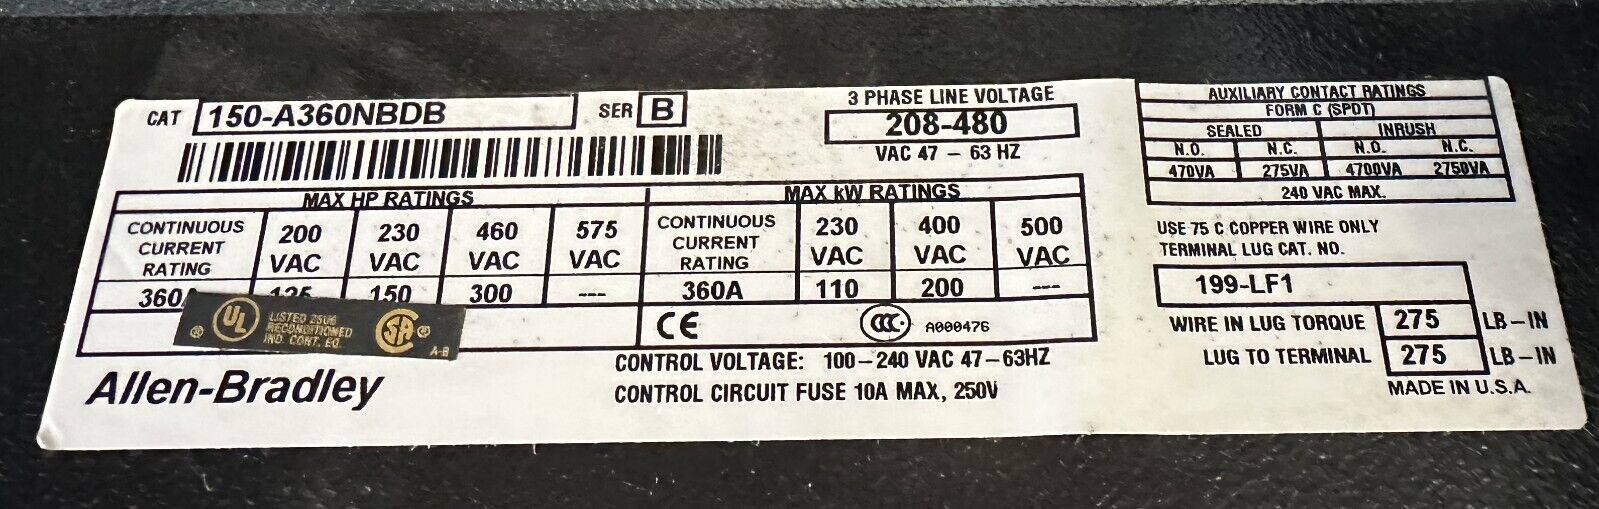 CAT 150-A360NBDB SER B
3 PHASE LINE VOLTAGE
208-480
VAC 47 - 63 HZ
MAX HP RATINGS
CONTINUOUS CURRENT RATING 200 VAC 230 VAC 460 VAC 575 VAC
360A 125 150 300 ---
MAX kW RATINGS
CONTINUOUS CURRENT RATING 230 VAC 400 VAC 500 VAC
360A 110 200 ---
UL
LISTED 25U6
RECONDITIONED
IND. CONT. EQ.
SA
A-B
CE CCC A000476
Allen-Bradley
CONTROL VOLTAGE: 100-240 VAC 47-63HZ
CONTROL CIRCUIT FUSE 10A MAX, 250V
AUXILIARY CONTACT RATINGS
FORM C (SPDT)
SEALED INRUSH
N.O. N.C. N.O. N.C.
470VA 275VA 4700VA 2750VA
240 VAC MAX.
USE 75 C COPPER WIRE ONLY
TERMINAL LUG CAT. NO.
199-LF1
WIRE IN LUG TORQUE 275 LB-IN
LUG TO TERMINAL 275 LB-IN
MADE IN U.S.A.